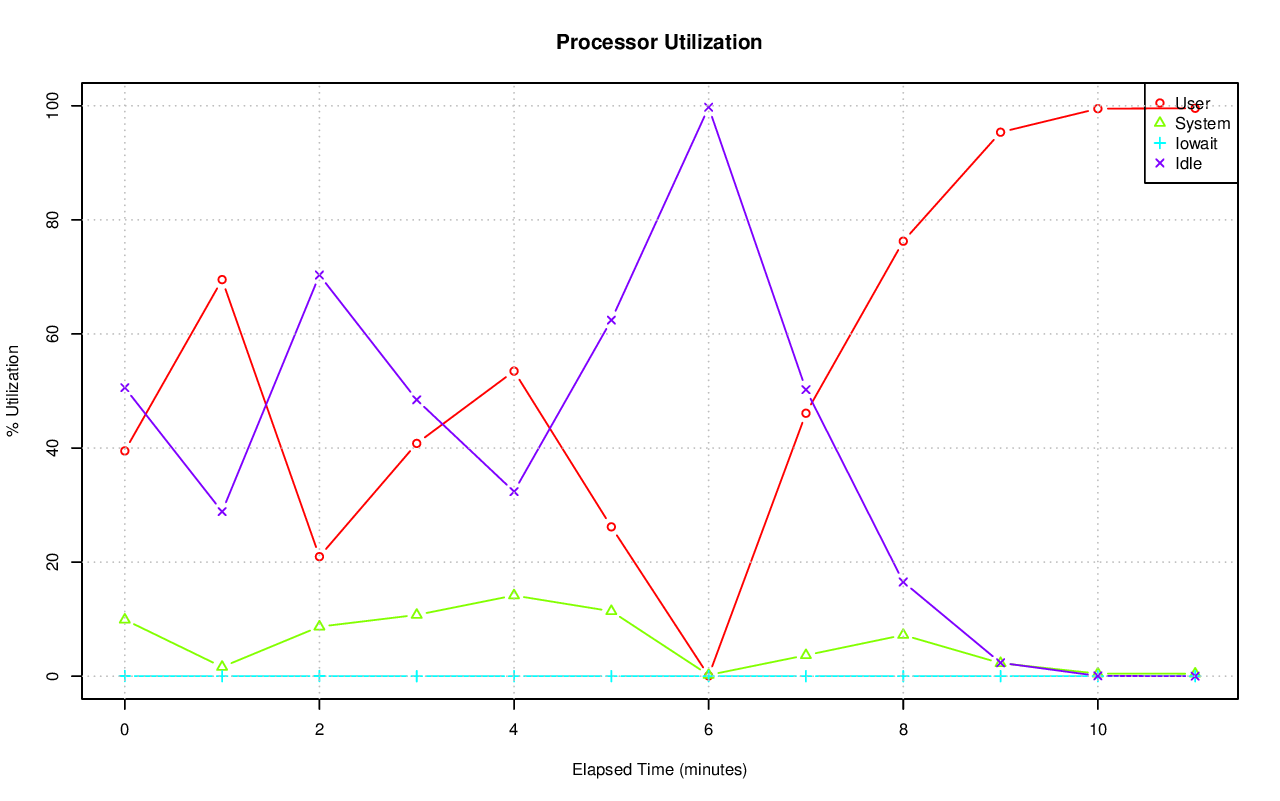 Processor Utilization
% Utilization
100
80
60
40
20
0
User
System
Iowait
Idle
0 2 4 6 8 10
Elapsed Time (minutes)